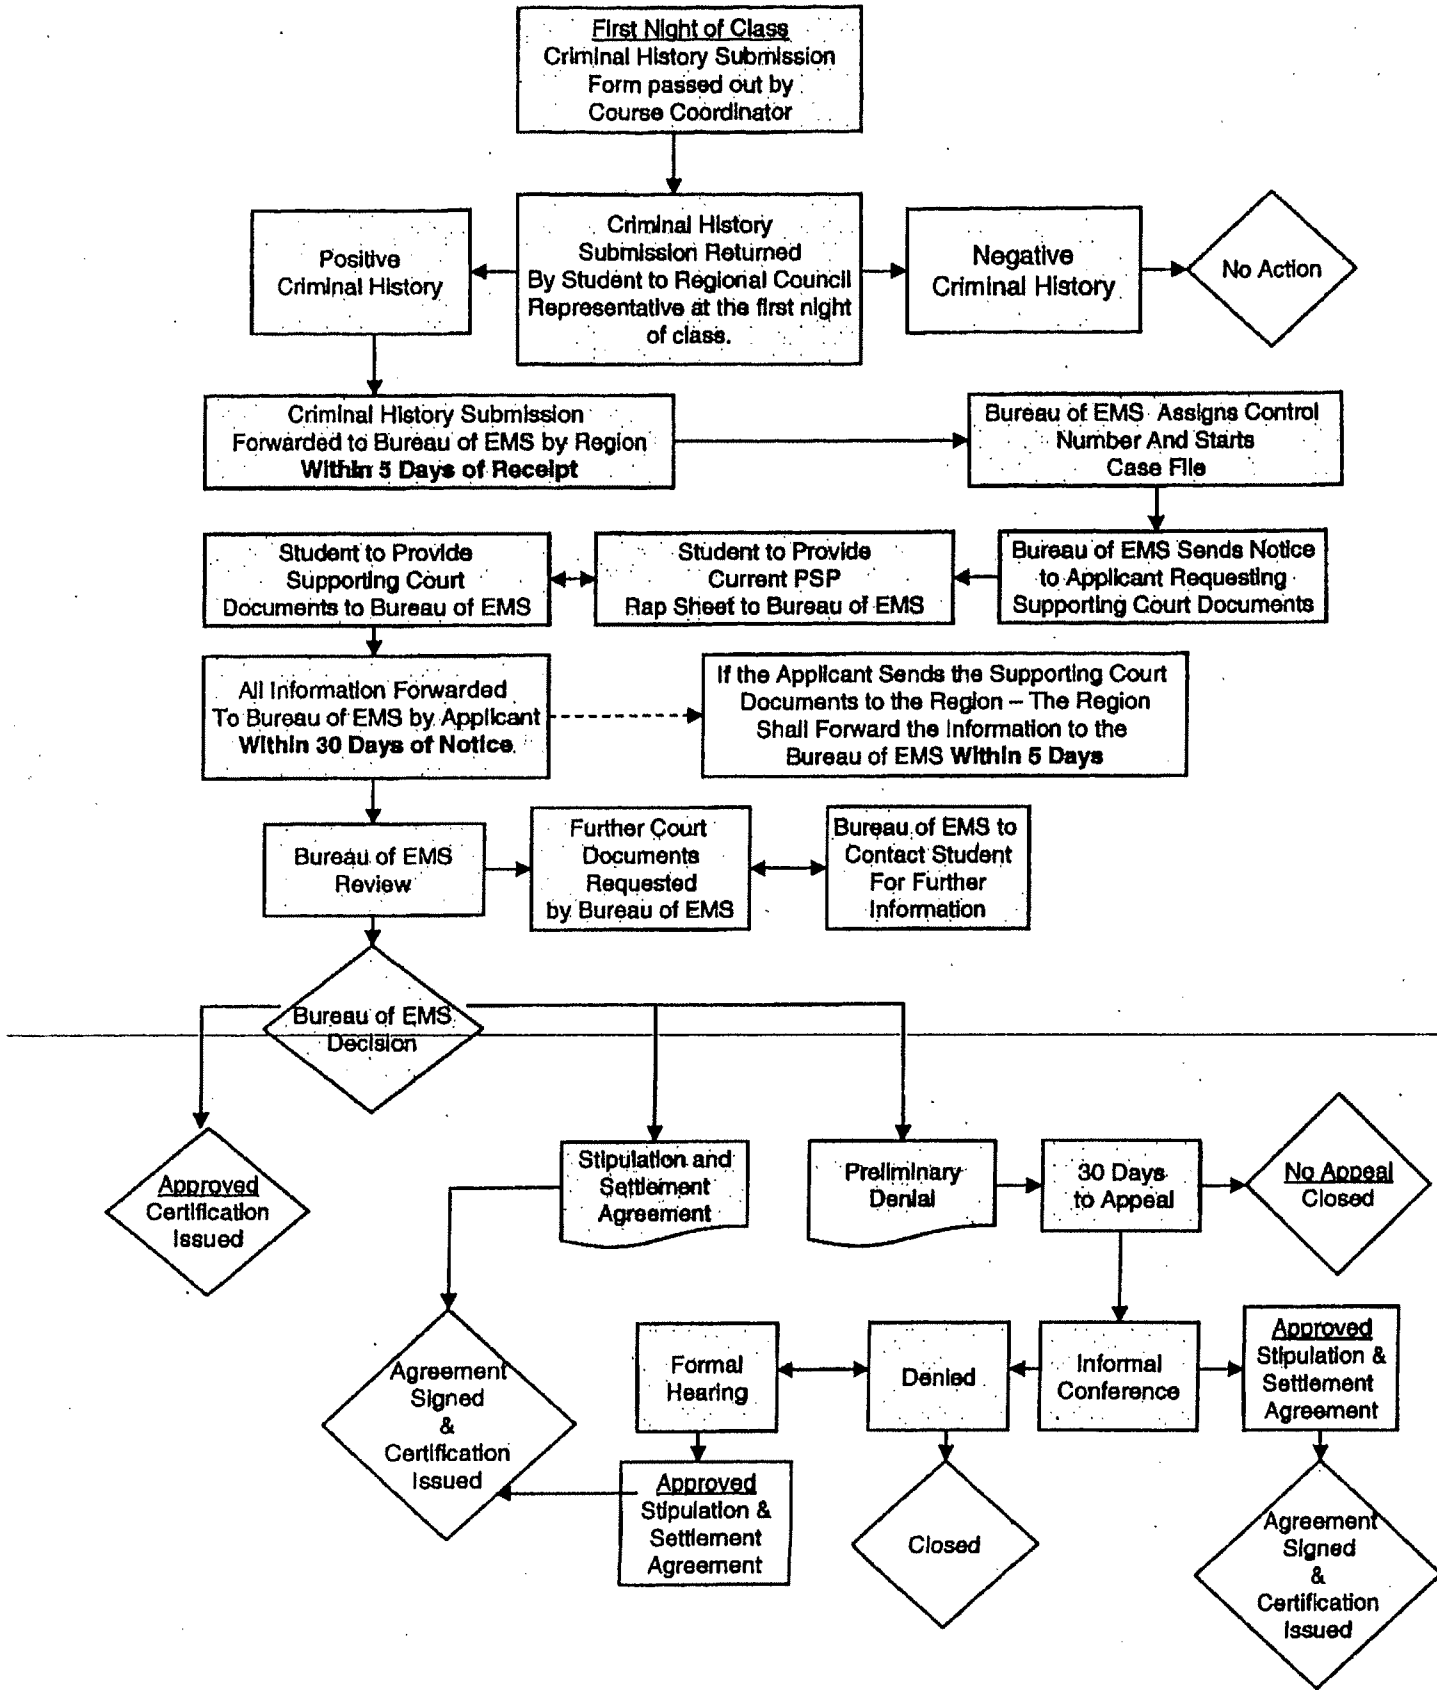 First Night of Class
Criminal History Submission
Form passed out by
Course Coordinator
Positive
Criminal History
Criminal History
Submission Returned
By Student to Regional Council
Representative at the first night
of class.
Negative
Criminal History
No Action
Criminal History Submission
Forwarded to Bureau of EMS by Region
Within 5 Days of Receipt
Bureau of EMS Assigns Control
Number And Starts
Case File
Student to Provide
Supporting Court
Documents to Bureau of EMS
Student to Provide
Current PSP
Rap Sheet to Bureau of EMS
Bureau of EMS Sends Notice
to Applicant Requesting
Supporting Court Documents
All Information Forwarded
To Bureau of EMS by Applicant
Within 30 Days of Notice.
If the Applicant Sends the Supporting Court
Documents to the Region – The Region
Shall Forward the Information to the
Bureau of EMS Within 5 Days
Bureau of EMS
Review
Further Court
Documents
Requested
by Bureau of EMS
Bureau of EMS to
Contact Student
For Further
Information
Bureau of EMS
Decision
Approved
Certification
Issued
Stipulation and
Settlement
Agreement
Preliminary
Denial
30 Days
to Appeal
No Appeal
Closed
Agreement
Signed
&
Certification
Issued
Formal
Hearing
Denied
Informal
Conference
Approved
Stipulation &
Settlement
Agreement
Approved
Stipulation &
Settlement
Agreement
Closed
Agreement
Signed
&
Certification
Issued